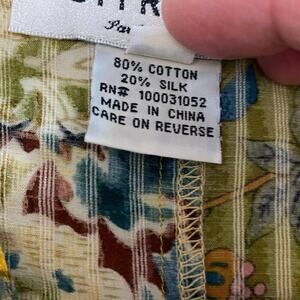 80% COTTON
20% SILK
RN# 100031052
MADE IN CHINA
CARE ON REVERSE